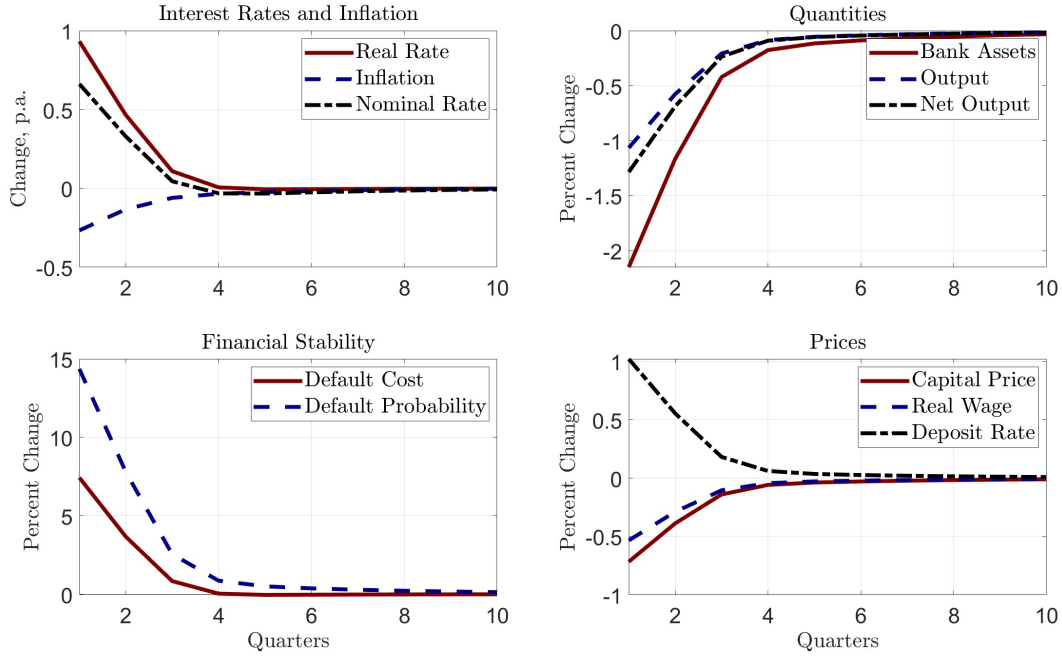 Interest Rates and Inflation
Change, p.a.
1
0.5
0
-0.5
2
4
6
8
10
Real Rate
Inflation
Nominal Rate
Quantities
Percent Change
0
-0.5
-1
-1.5
-2
2
4
6
8
10
Bank Assets
Output
Net Output
Financial Stability
Percent Change
15
10
5
0
2
4
6
8
10
Quarters
Default Cost
Default Probability
Prices
Percent Change
1
0.5
0
-0.5
-1
2
4
6
8
10
Quarters
Capital Price
Real Wage
Deposit Rate